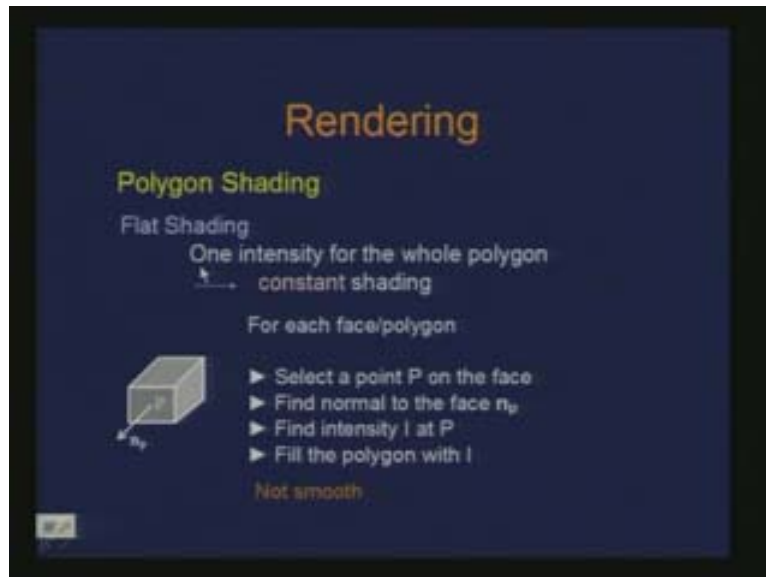 Rendering
Polygon Shading
Flat Shading
One intensity for the whole polygon
constant shading
For each face/polygon
► Select a point P on the face
► Find normal to the face nₚ
► Find intensity I at P
► Fill the polygon with I
P
nₚ
Not smooth